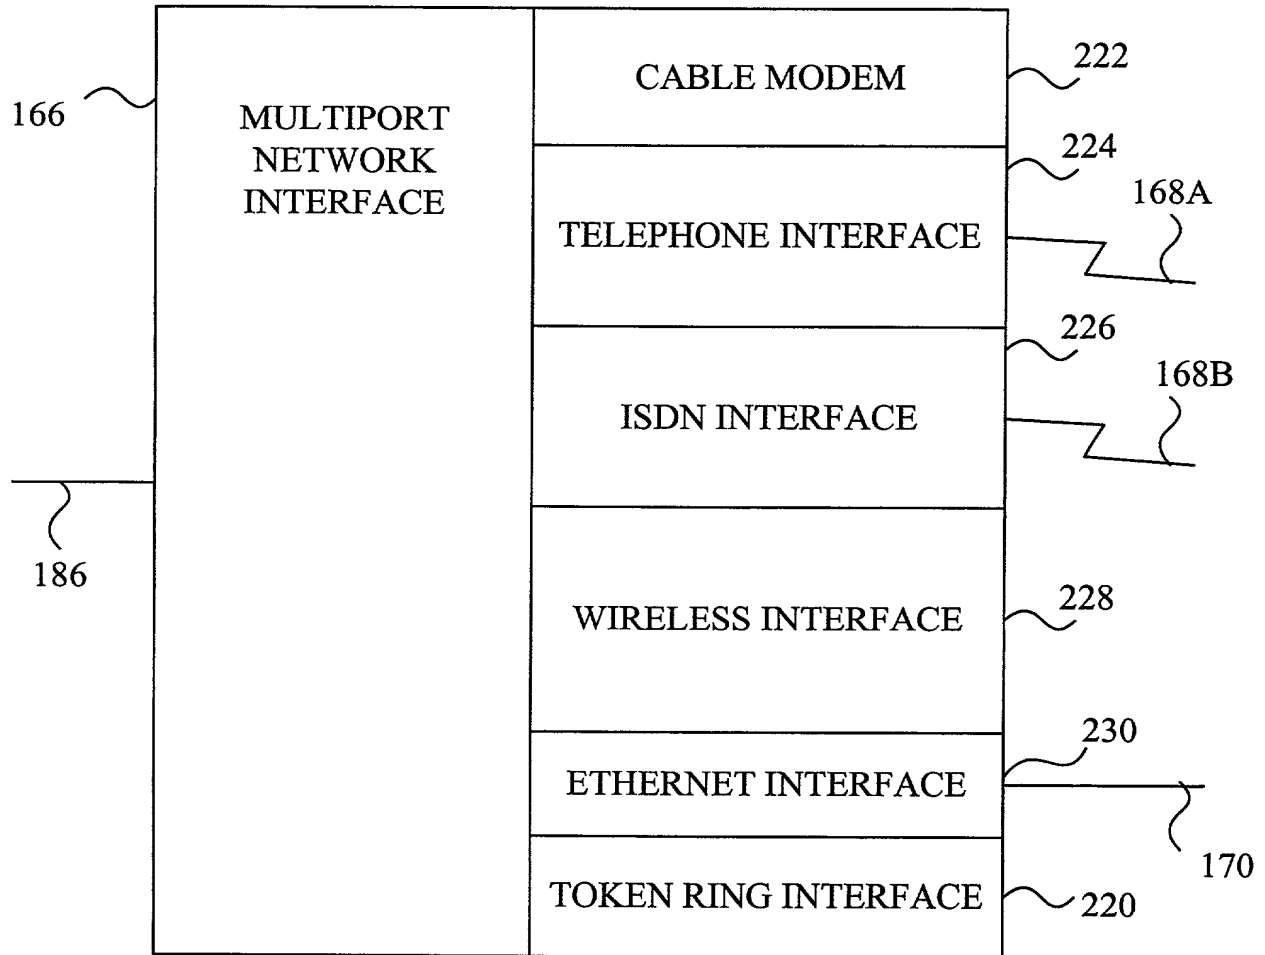 CABLE MODEM
222
166
MULTIPORT
NETWORK
INTERFACE
224
168A
TELEPHONE INTERFACE
226
168B
ISDN INTERFACE
186
WIRELESS INTERFACE
228
230
ETHERNET INTERFACE
170
TOKEN RING INTERFACE
220